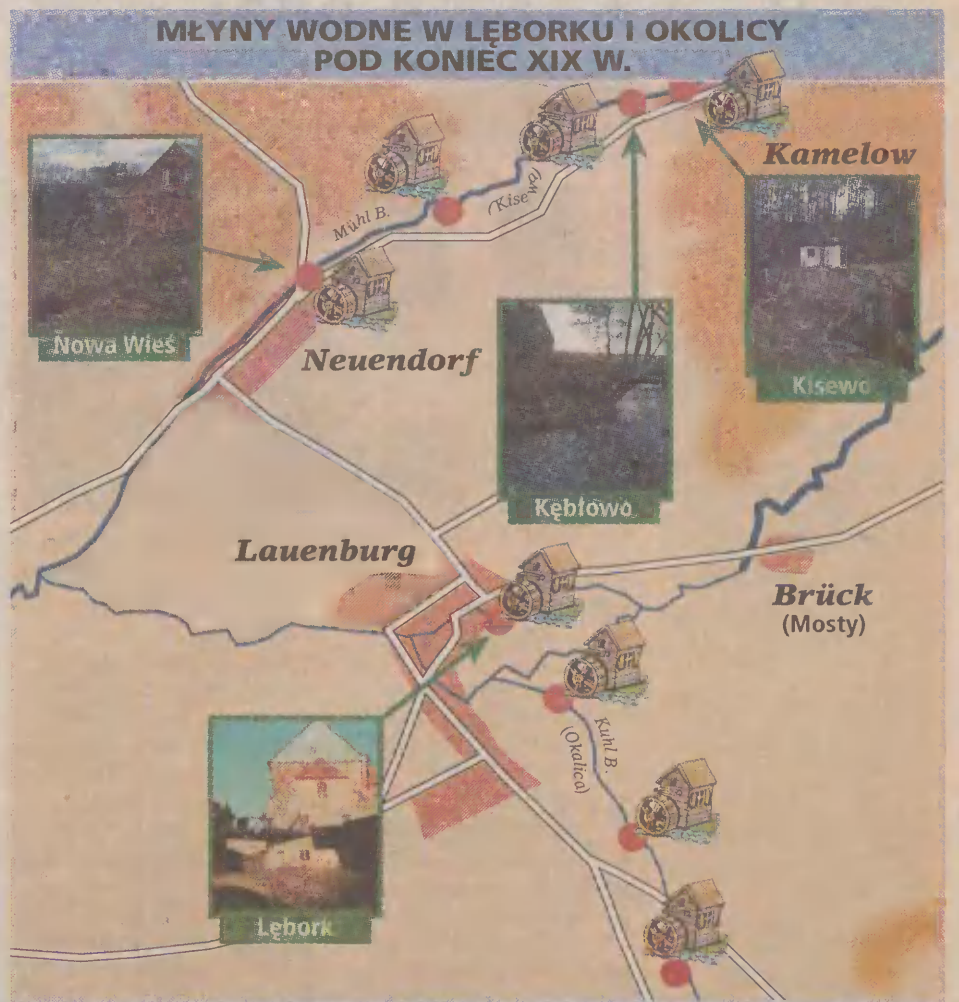 MŁYNY WODNE W LĘBORKU I OKOLICY
POD KONIEC XIX W.
Kamelow
(Kisewa)
Mühl B.
Nowa Wieś
Neuendorf
Kisewo
Kębłowo
Lauenburg
Brück
(Mosty)
Kuhl B.
(Okalica)
Lębork